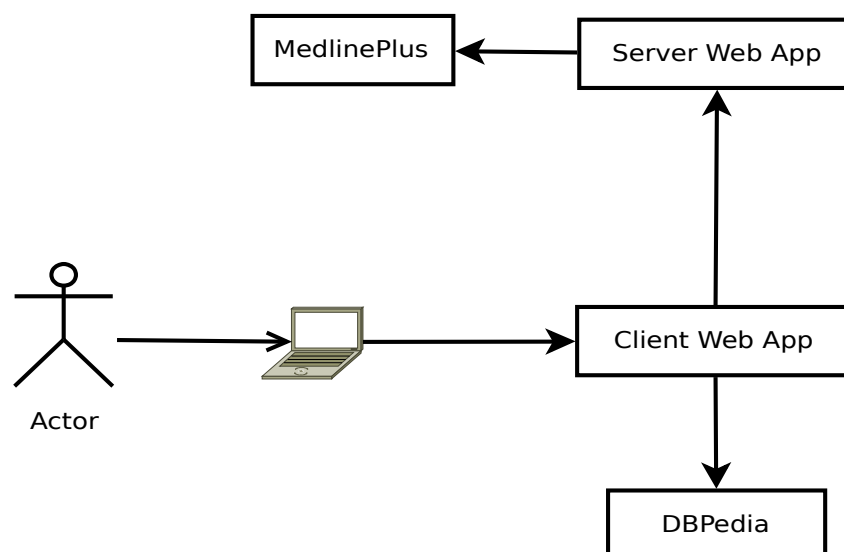 MedlinePlus
Server Web App
Client Web App
Actor
DBPedia